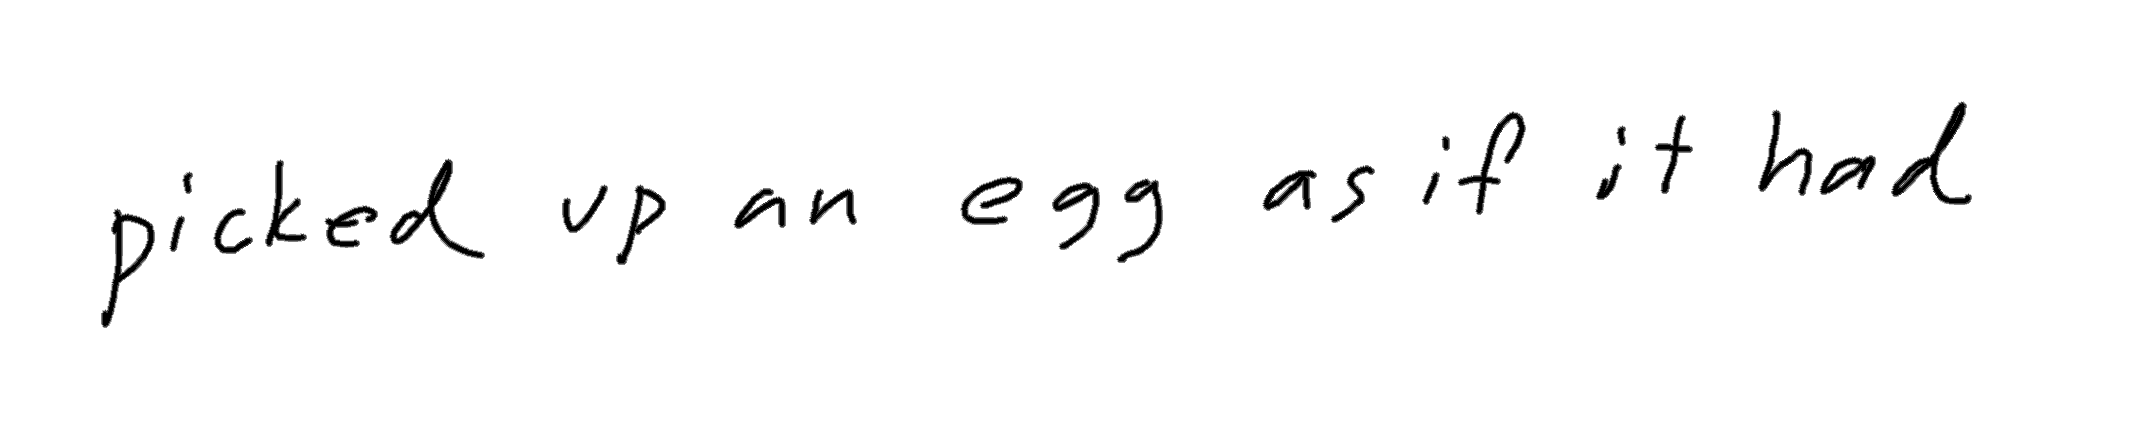 picked up an egg as if it had